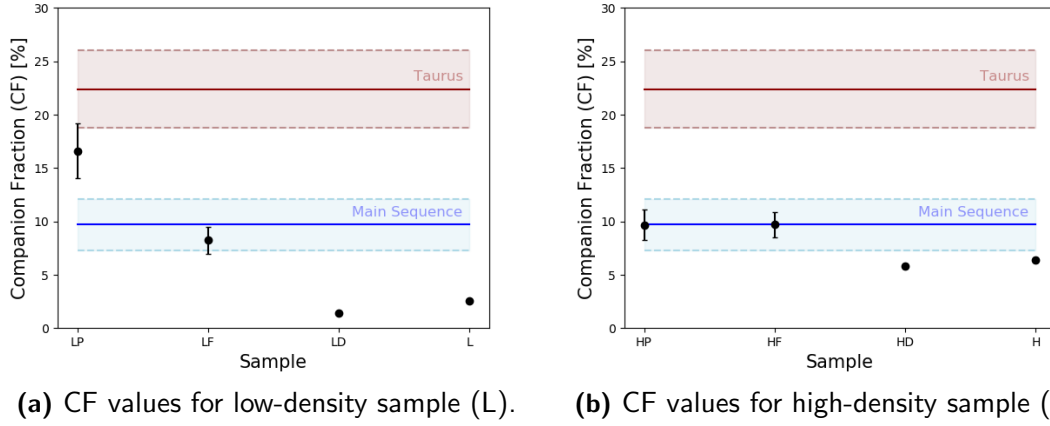 30
25
20
15
10
5
0
Companion Fraction (CF) [%]
Taurus
Main Sequence
LP LF LD L
Sample
(a) CF values for low-density sample (L).
30
25
20
15
10
5
0
Companion Fraction (CF) [%]
Taurus
Main Sequence
HP HF HD H
Sample
(b) CF values for high-density sample (